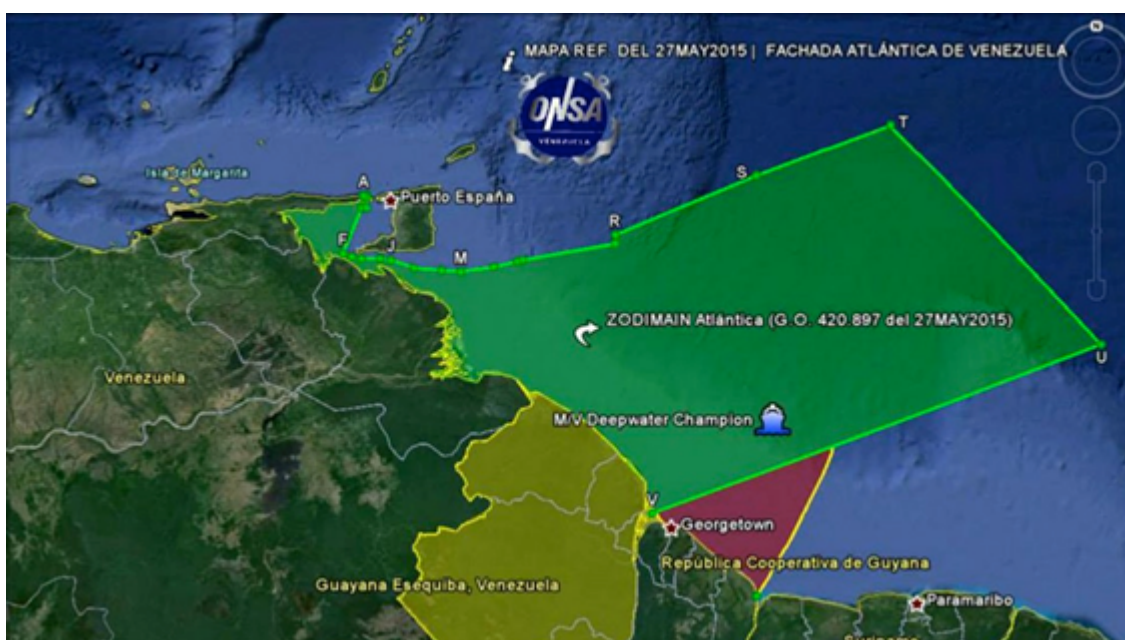 MAPA REF. DEL 27MAY2015 | FACHADA ATLÁNTICA DE VENEZUELA
N
i
ONSA
VENEZUELA
T
S
Isla de Margarita
A
Puerto España
R
F
J
M
ZODIMAIN Atlántica (G.O. 420.897 del 27MAY2015)
U
Venezuela
M/V Deepwater Champion
V
Georgetown
República Cooperativa de Guyana
Guayana Esequiba, Venezuela
Paramaribo
Suriname